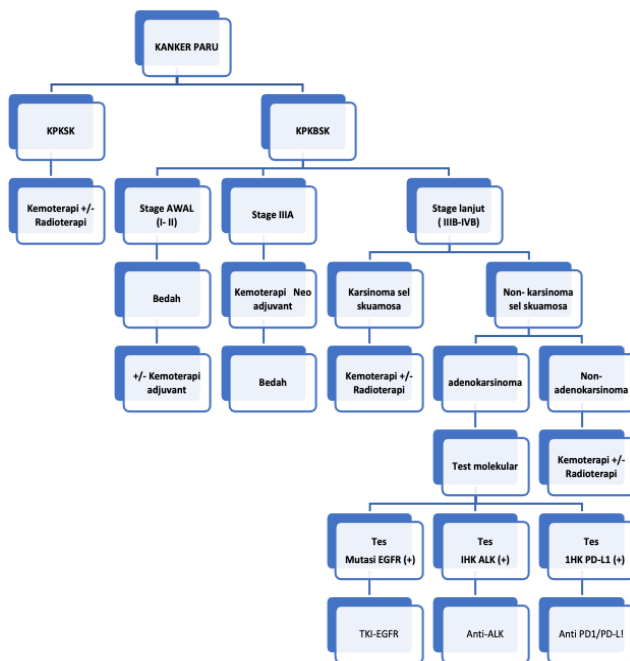 KANKER PARU
KPKSK
KPKBSK
Kemoterapi +/-
Radioterapi
Stage AWAL
(I- II)
Stage IIIA
Stage lanjut
( IIIB-IVB)
Bedah
Kemoterapi Neo
adjuvant
Karsinoma sel
skuamosa
Non- karsinoma
sel skuamosa
+/- Kemoterapi
adjuvant
Bedah
Kemoterapi +/-
Radioterapi
adenokarsinoma
Non-
adenokarsinoma
Test molekular
Kemoterapi +/-
Radioterapi
Tes
Mutasi EGFR (+)
Tes
IHK ALK (+)
Tes
1HK PD-L1 (+)
TKI-EGFR
Anti-ALK
Anti PD1/PD-L!